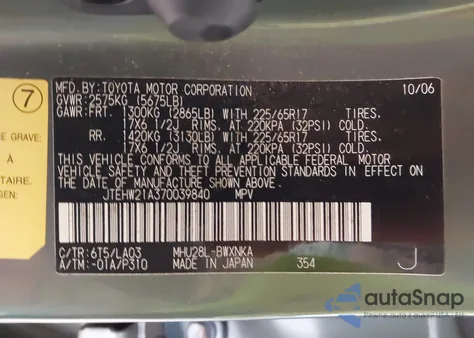 MFD.BY:TOYOTA MOTOR CORPORATION 10/06
GVWR:2575KG (5675LB)
GAWR:FRT. 1300KG (2865LB) WITH 225/65R17 TIRES.
17X6 1/2J RIMS. AT 220KPA (32PSI) COLD.
RR. 1420KG (3130LB) WITH 225/65R17 TIRES.
17X6 1/2J RIMS. AT 220KPA (32PSI) COLD.
THIS VEHICLE CONFORMS TO ALL APPLICABLE FEDERAL MOTOR
VEHICLE SAFETY STANDARDS IN EFFECT ON THE DATE OF
MANUFACTURE SHOWN ABOVE.
JTEHW21A370039840 MPV
C/TR:6T5/LA03 MHU28L-BWXNKA
A/TM:-01A/P310 MADE IN JAPAN 354 J
7
E GRAVE:
À
ITAIRE.
GEN:
autoSnap